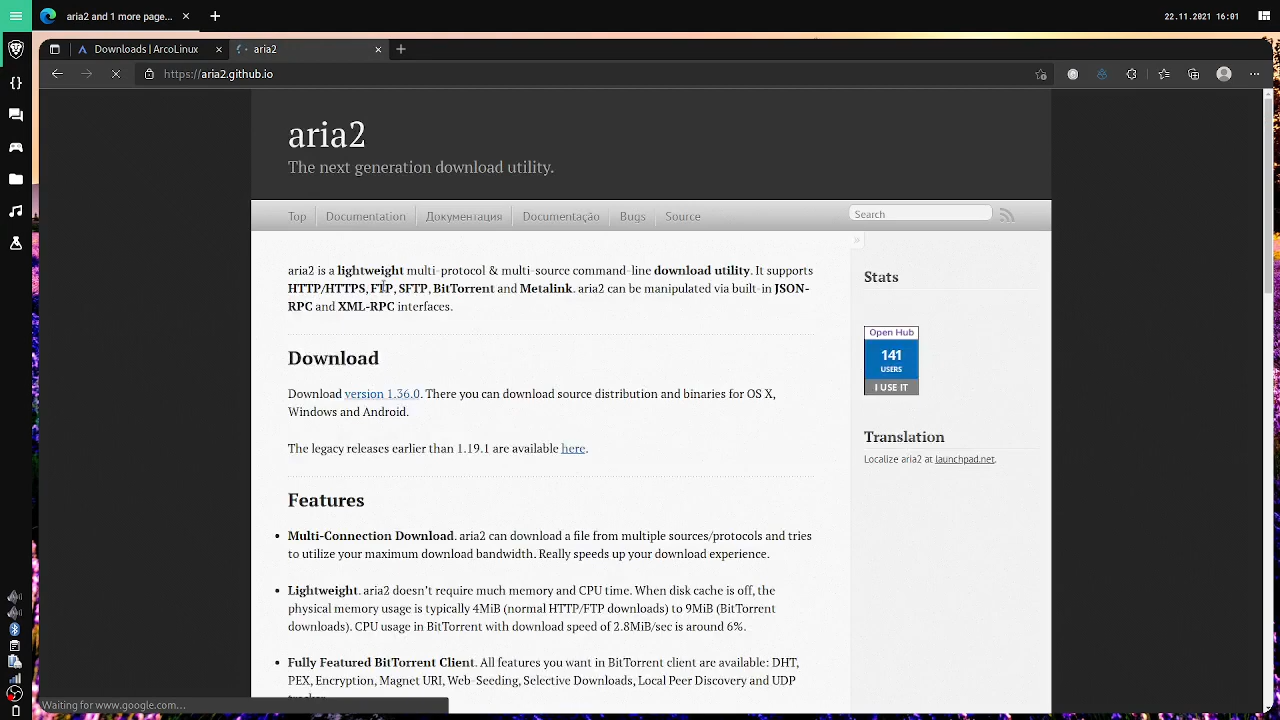 aria2 and 1 more page...
22.11.2021 16:01
Downloads | ArcoLinux
aria2
https://aria2.github.io
aria2
The next generation download utility.
Top
Documentation
Документация
Documentação
Bugs
Source
Search
aria2 is a lightweight multi-protocol & multi-source command-line download utility. It supports
HTTP/HTTPS, FTP, SFTP, BitTorrent and Metalink. aria2 can be manipulated via built-in JSON-
RPC and XML-RPC interfaces.
Download
Download version 1.36.0. There you can download source distribution and binaries for OS X,
Windows and Android.
The legacy releases earlier than 1.19.1 are available here.
Features
• Multi-Connection Download. aria2 can download a file from multiple sources/protocols and tries
to utilize your maximum download bandwidth. Really speeds up your download experience.
• Lightweight. aria2 doesn't require much memory and CPU time. When disk cache is off, the
physical memory usage is typically 4MiB (normal HTTP/FTP downloads) to 9MiB (BitTorrent
downloads). CPU usage in BitTorrent with download speed of 2.8MiB/sec is around 6%.
• Fully Featured BitTorrent Client. All features you want in BitTorrent client are available: DHT,
PEX, Encryption, Magnet URI, Web-Seeding, Selective Downloads, Local Peer Discovery and UDP
»
Stats
Open Hub
141
USERS
I USE IT
Translation
Localize aria2 at launchpad.net.
Waiting for www.google.com...